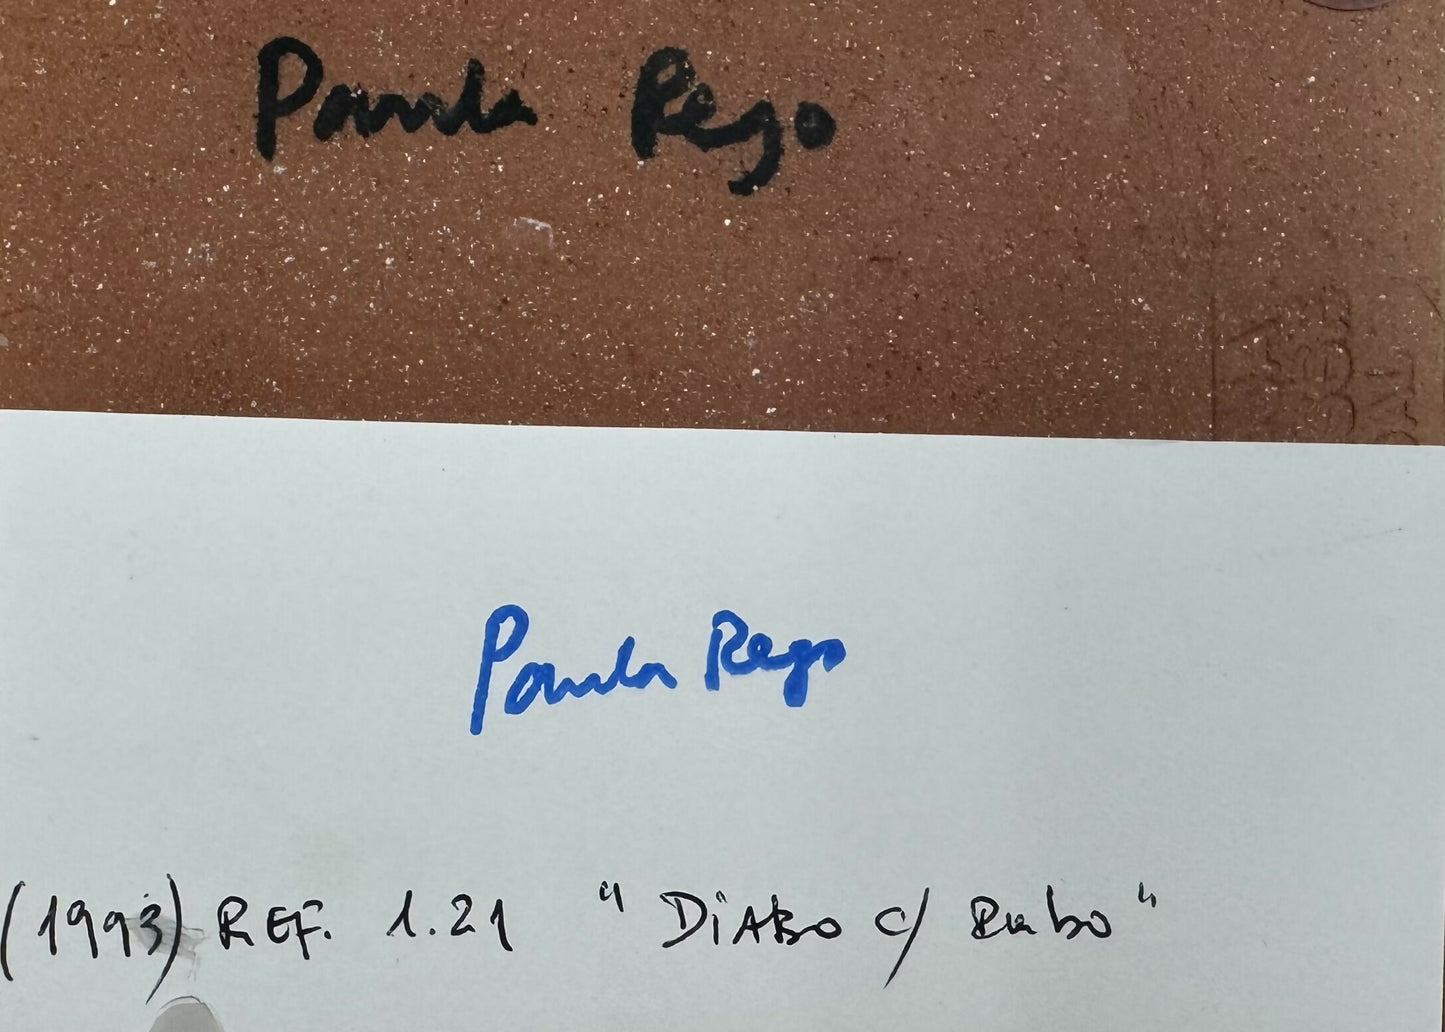 Paula Rego
Paula Rego
(1993) REF. 1.21 "DiABo c/ Rabo"